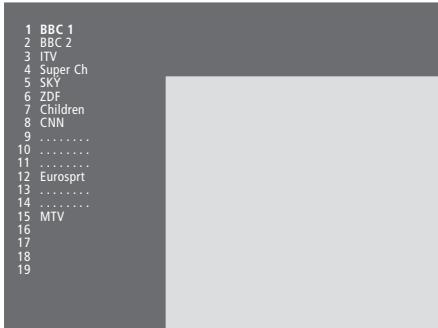 1 BBC 1
2 BBC 2
3 ITV
4 Super Ch
5 SKY
6 ZDF
7 Children
8 CNN
9 ........
10 ........
11 ........
12 Eurosprt
13 ........
14 ........
15 MTV
16
17
18
19